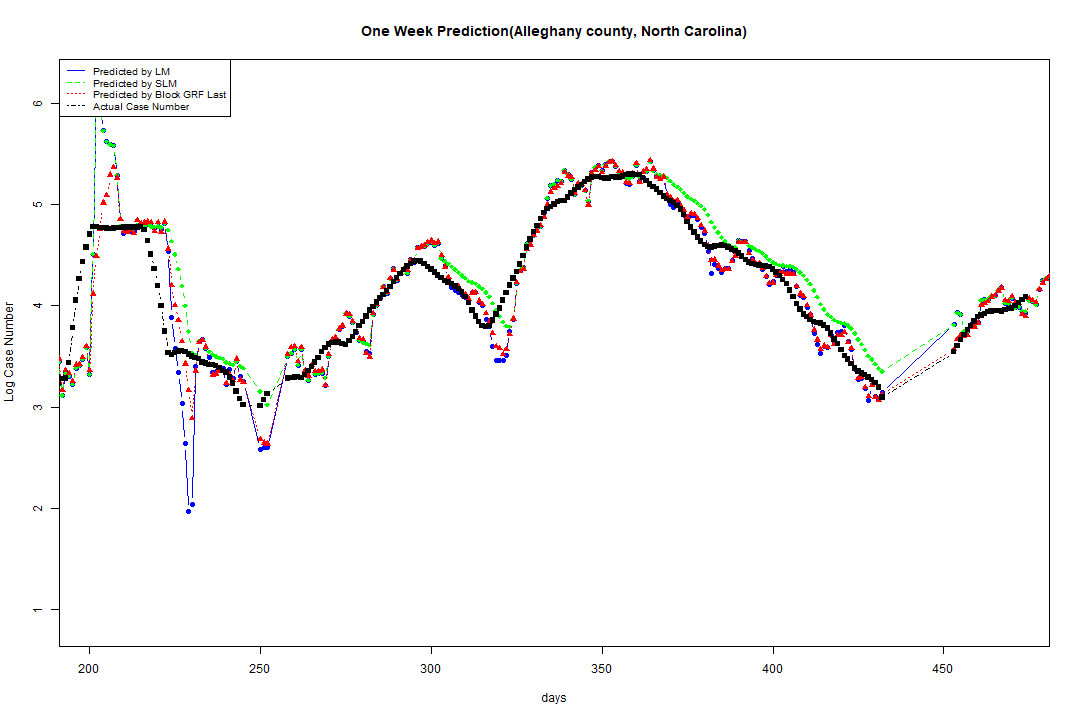 One Week Prediction(Alleghany county, North Carolina)
Predicted by LM
Predicted by SLM
Predicted by Block GRF Last
Actual Case Number
6
5
4
3
2
1
Log Case Number
200 250 300 350 400 450
days